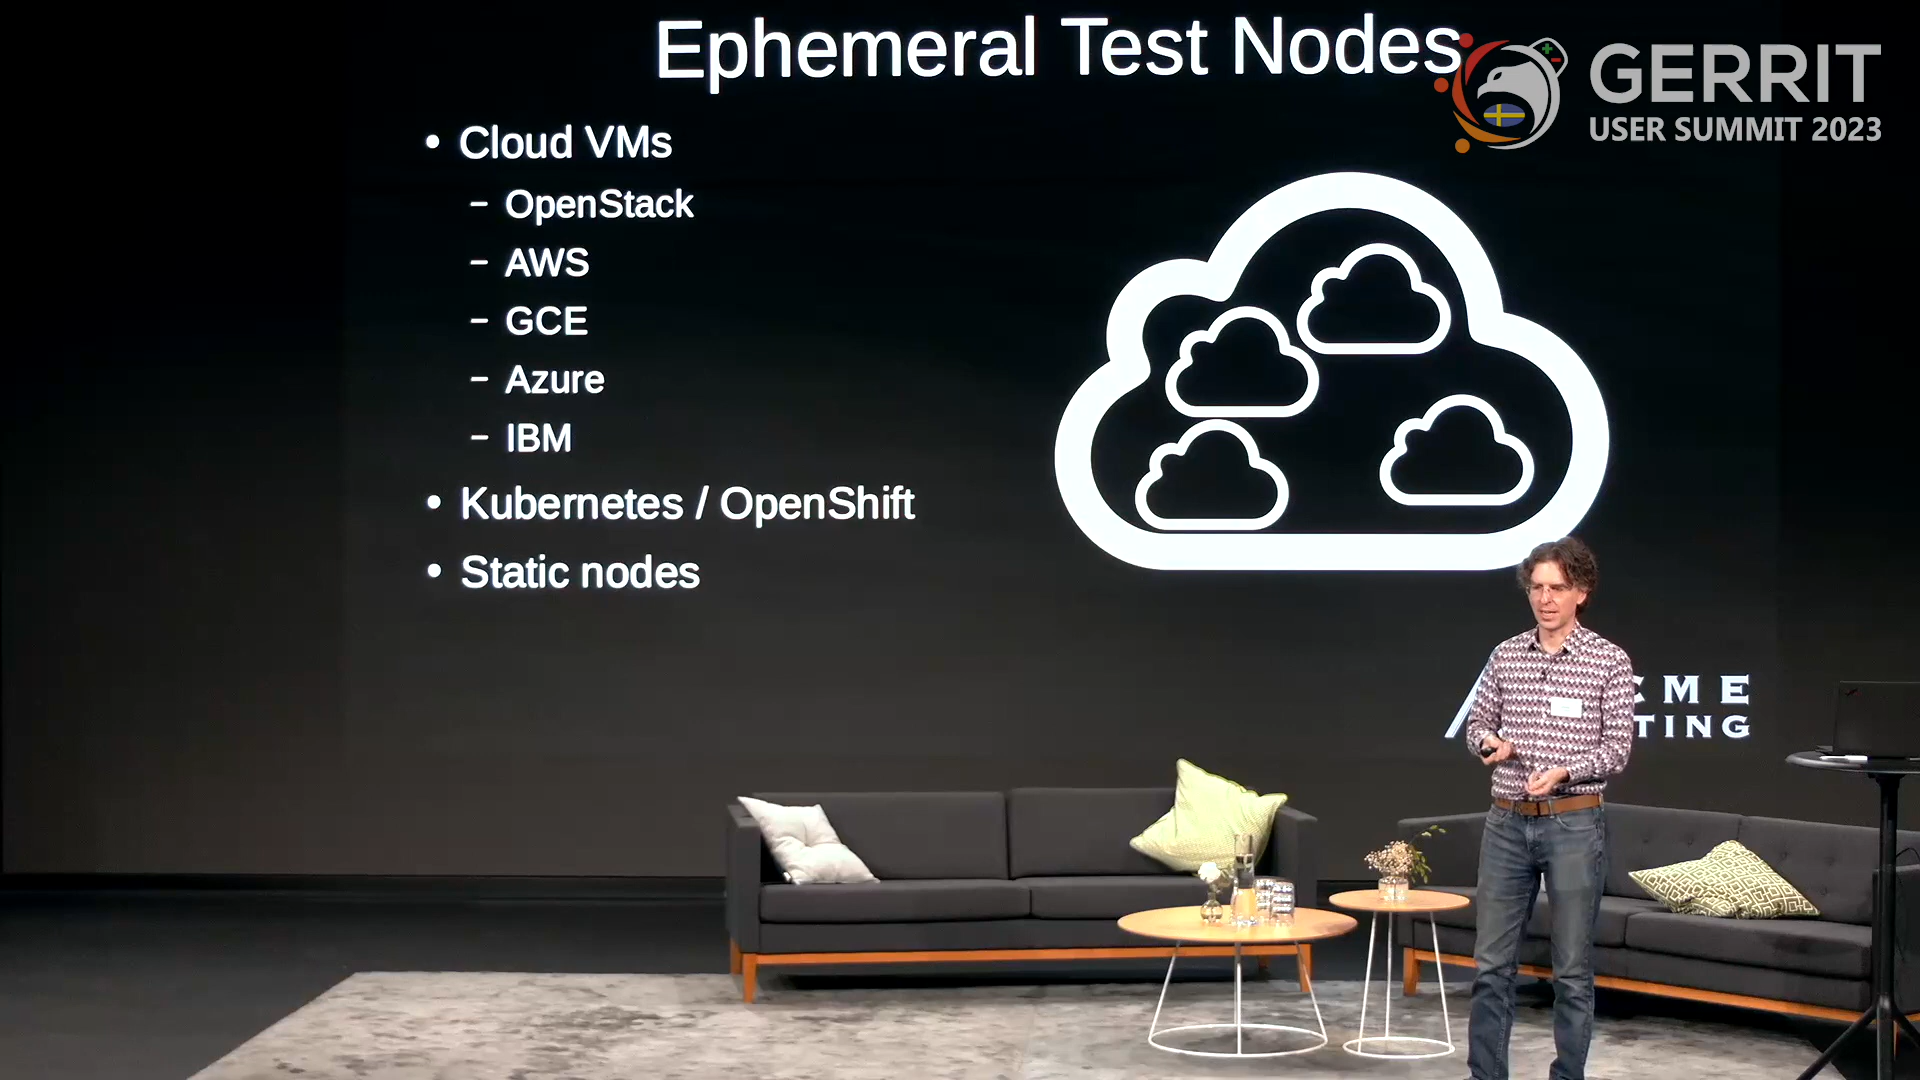 Ephemeral Test Nodes
GERRIT
USER SUMMIT 2023
• Cloud VMs
– OpenStack
– AWS
– GCE
– Azure
– IBM
• Kubernetes / OpenShift
• Static nodes